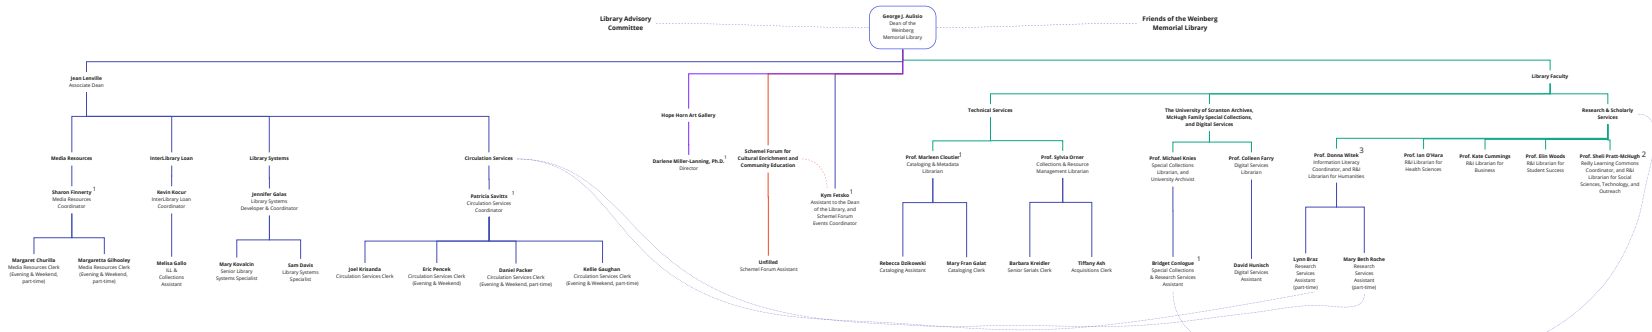 George J. Aulisio
Dean of the
Weinberg
Memorial Library
Library Advisory
Committee
Friends of the Weinberg
Memorial Library
Jean Lenville
Associate Dean
Library Faculty
Hope Horn Art Gallery
Technical Services
The University of Scranton Archives,
McHugh Family Special Collections,
and Digital Services
Research & Scholarly
Services
Media Resources
InterLibrary Loan
Library Systems
Circulation Services
Darlene Miller-Lanning, Ph.D. 1
Director
Schemel Forum for
Cultural Enrichment and
Community Education
Prof. Marleen Cloutier 1
Cataloging & Metadata
Librarian
Prof. Sylvia Orner
Collections & Resource
Management Librarian
Prof. Michael Knies
Special Collections
Librarian, and
University Archivist
Prof. Colleen Farry
Digital Services
Librarian
Prof. Donna Witek 3
Information Literacy
Coordinator, and R&I
Librarian for Humanities
Prof. Ian O'Hara
R&I Librarian for
Health Sciences
Prof. Kate Cummings
R&I Librarian for
Business
Prof. Elin Woods
R&I Librarian for
Student Success
Prof. Sheli Pratt-McHugh 2
Reilly Learning Commons
Coordinator, and R&I
Librarian for Social
Sciences, Technology, and
Outreach
Sharon Finnerty 1
Media Resources
Coordinator
Kevin Kocur
InterLibrary Loan
Coordinator
Jennifer Galas
Library Systems
Developer & Coordinator
Patricia Savitts 1
Circulation Services
Coordinator
Kym Fetsko 1
Assistant to the Dean
of the Library, and
Schemel Forum
Events Coordinator
Margaret Churilla
Media Resources Clerk
(Evening & Weekend,
part-time)
Margaretta Gilhooley
Media Resources Clerk
(Evening & Weekend,
part-time)
Melisa Gallo
ILL &
Collections
Assistant
Mary Kovalcin
Senior Library
Systems Specialist
Sam Davis
Library Systems
Specialist
Joel Krisanda
Circulation Services Clerk
Eric Pencek
Circulation Services Clerk
(Evening & Weekend)
Daniel Packer
Circulation Services Clerk
(Evening & Weekend, part-time)
Kellie Gaughan
Circulation Services Clerk
(Evening & Weekend, part-time)
Unfilled
Schemel Forum Assistant
Rebecca Dzikowski
Cataloging Assistant
Mary Fran Galat
Cataloging Clerk
Barbara Kreidler
Senior Serials Clerk
Tiffany Ash
Acquisitions Clerk
Bridget Conlogue 1
Special Collections
& Research Services
Assistant
David Hunisch
Digital Services
Assistant
Lynn Braz
Research
Services
Assistant
(part-time)
Mary Beth Roche
Research
Services
Assistant
(part-time)